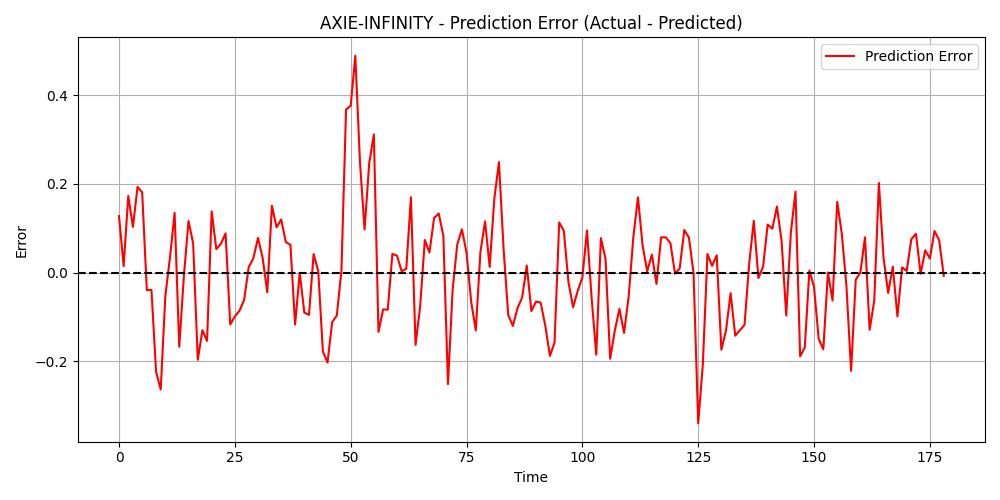 AXIE-INFINITY - Prediction Error (Actual - Predicted)
Prediction Error
Error
0.4
0.2
0.0
−0.2
0 25 50 75 100 125 150 175
Time